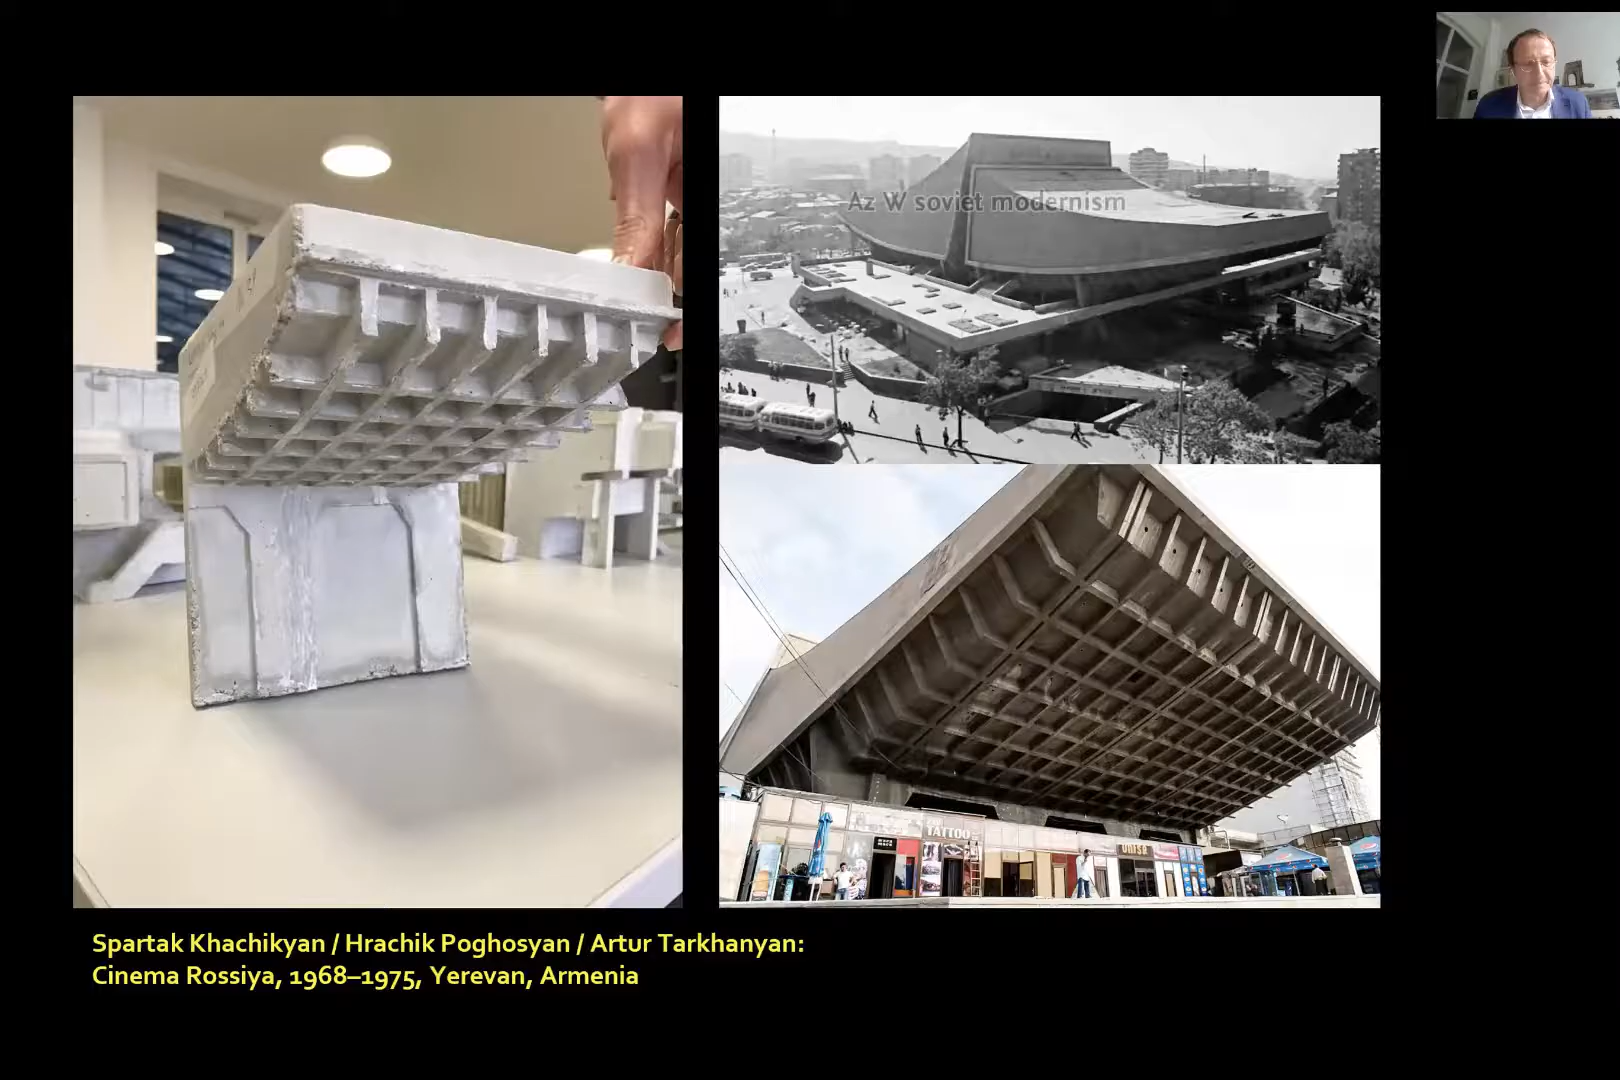 Az W soviet modernism
TATTOO
Spartak Khachikyan / Hrachik Poghosyan / Artur Tarkhanyan:
Cinema Rossiya, 1968–1975, Yerevan, Armenia